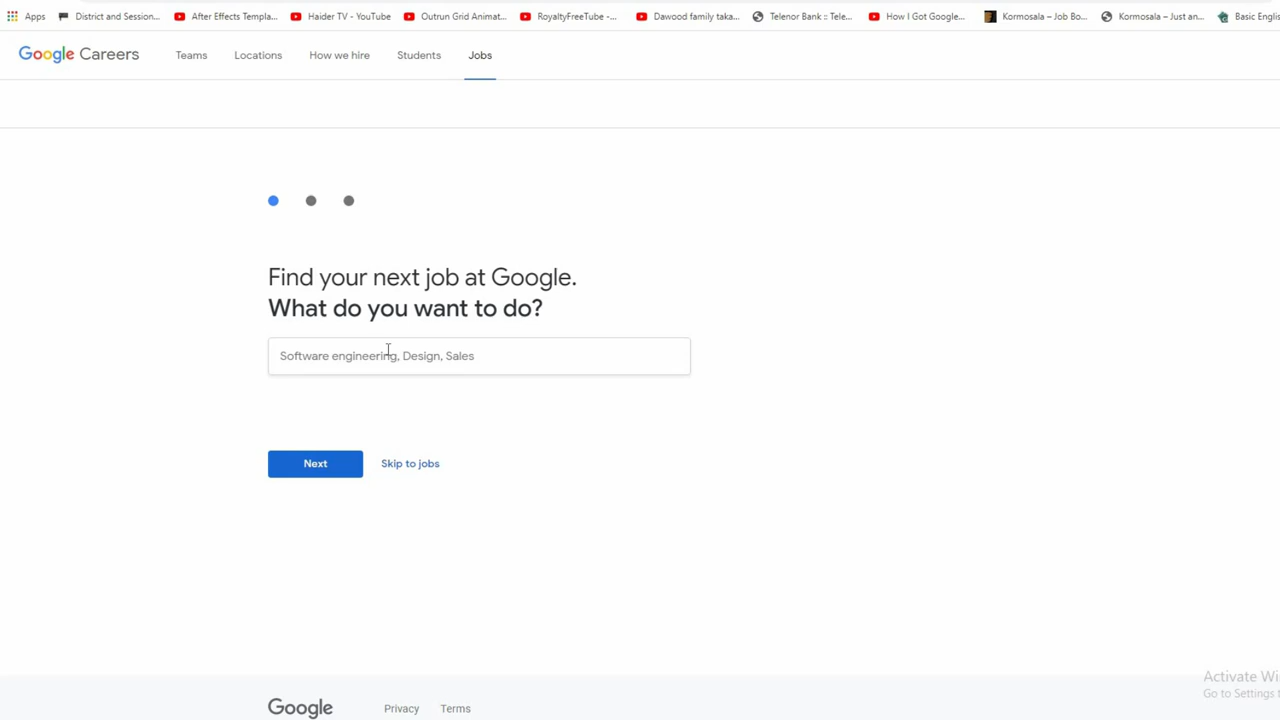 Apps District and Session... After Effects Templa... Haider TV - YouTube Outrun Grid Animat... RoyaltyFreeTube -... Dawood family taka... Telenor Bank :: Tele... How I Got Google... Kormosala – Job Bo... Kormosala – Just an... Basic Engli
Google Careers Teams Locations How we hire Students Jobs
Find your next job at Google.
What do you want to do?
Software engineering, Design, Sales
Next Skip to jobs
Activate Wi
Go to Settings t
Google Privacy Terms